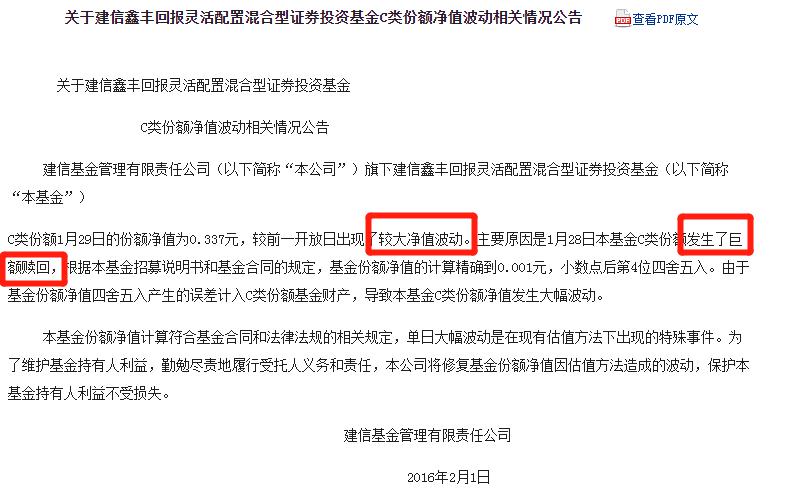 关于建信鑫丰回报灵活配置混合型证券投资基金C类份额净值波动相关情况公告 PDF 查看PDF原文
关于建信鑫丰回报灵活配置混合型证券投资基金
C类份额净值波动相关情况公告
建信基金管理有限责任公司（以下简称“本公司”）旗下建信鑫丰回报灵活配置混合型证券投资基金（以下简称
“本基金”）
C类份额1月29日的份额净值为0.337元，较前一开放日出现了较大净值波动。主要原因是1月28日本基金C类份额发生了巨
额赎回，根据本基金招募说明书和基金合同的规定，基金份额净值的计算精确到0.001元，小数点后第4位四舍五入。由于
基金份额净值四舍五入产生的误差计入C类份额基金财产，导致本基金C类份额净值发生大幅波动。
本基金份额净值计算符合基金合同和法律法规的相关规定，单日大幅波动是在现有估值方法下出现的特殊事件。为
了维护基金持有人利益，勤勉尽责地履行受托人义务和责任，本公司将修复基金份额净值因估值方法造成的波动，保护本
基金持有人利益不受损失。
建信基金管理有限责任公司
2016年2月1日